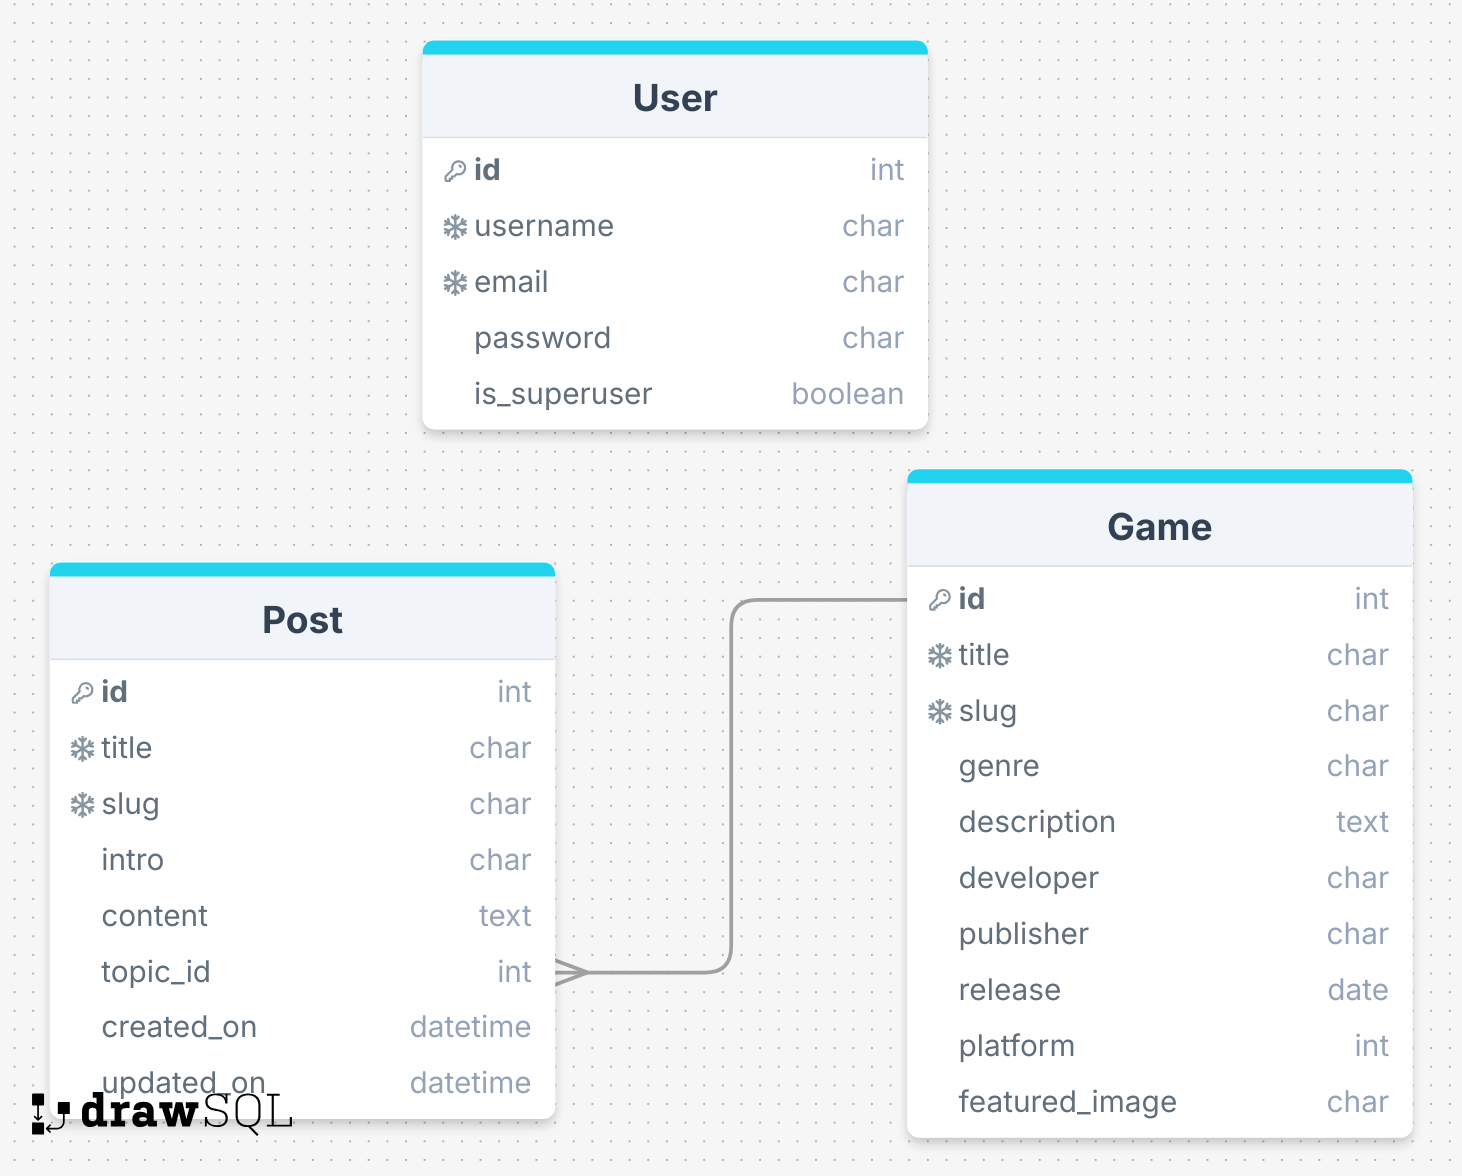 User
id int
username char
email char
password char
is_superuser boolean
Post
id int
title char
slug char
intro char
content text
topic_id int
created_on datetime
updated_on datetime
drawSQL
Game
id int
title char
slug char
genre char
description text
developer char
publisher char
release date
platform int
featured_image char